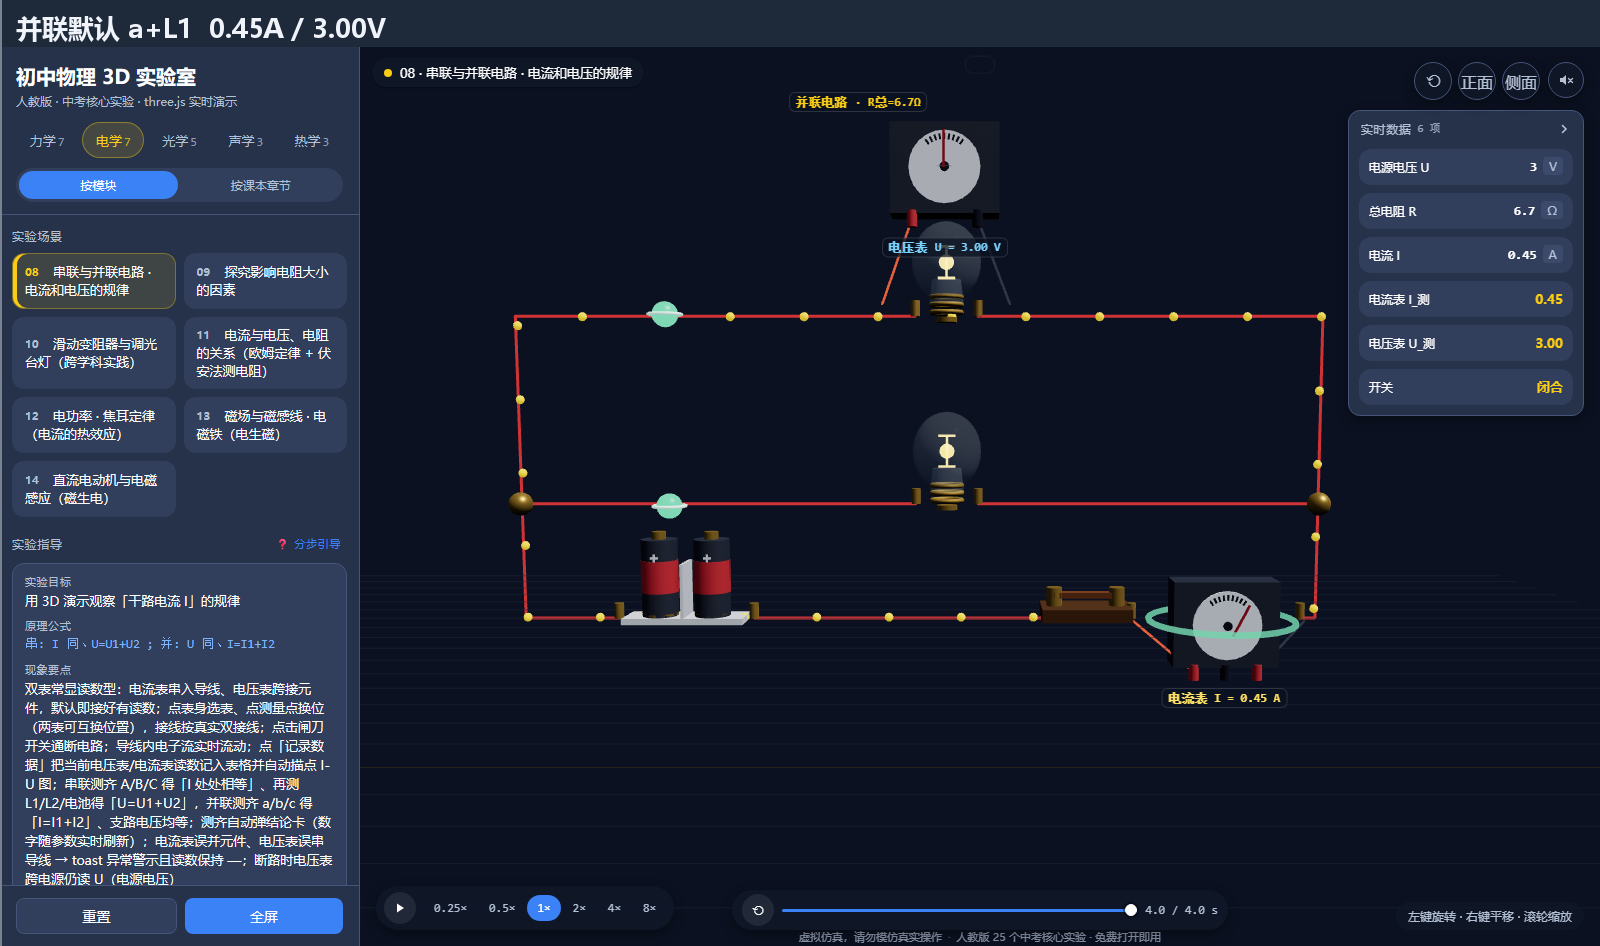 并联默认 a+L1 0.45A / 3.00V
初中物理 3D 实验室
人教版 · 中考核心实验 · three.js 实时演示
力学 7
电学 7
光学 5
声学 3
热学 3
按模块
按课本章节
实验场景
08 串联与并联电路 ·
电流和电压的规律
09 探究影响电阻大小
的因素
10 滑动变阻器与调光
台灯（跨学科实践）
11 电流与电压、电阻
的关系（欧姆定律 + 伏
安法测电阻）
12 电功率 · 焦耳定律
（电流的热效应）
13 磁场与磁感线 · 电
磁铁（电生磁）
14 直流电动机与电磁
感应（磁生电）
实验指导
❓ 分步引导
实验目标
用 3D 演示观察「干路电流 I」的规律
原理公式
串: I 同、U=U1+U2 ; 并: U 同、I=I1+I2
现象要点
双表常显读数型：电流表串入导线、电压表跨接元
件，默认即接好有读数；点表身选表、点测量点换位
（两表可互换位置），接线按真实双接线；点击闸刀
开关通断电路；导线内电子流实时流动；点「记录数
据」把当前电压表/电流表读数记入表格并自动描点 I-
U 图；串联测齐 A/B/C 得「I 处处相等」、再测
L1/L2/电池得「U=U1+U2」，并联测齐 a/b/c 得
「I=I1+I2」、支路电压均等；测齐自动弹结论卡（数
字随参数实时刷新）；电流表误并元件、电压表误串
导线 → toast 异常警示且读数保持 —；断路时电压表
跨电源仍读 U（电源电压）
重置
全屏
08 · 串联与并联电路 · 电流和电压的规律
并联电路 · R总=6.7Ω
电压表 U = 3.00 V
电流表 I = 0.45 A
正面
侧面
实时数据 6 项
电源电压 U 3 V
总电阻 R 6.7 Ω
电流 I 0.45 A
电流表 I_测 0.45
电压表 U_测 3.00
开关 闭合
0.25×
0.5×
1×
2×
4×
8×
4.0 / 4.0 s
左键旋转 · 右键平移 · 滚轮缩放
虚拟仿真，请勿模仿真实操作 · 人教版 25 个中考核心实验 · 免费打开即用